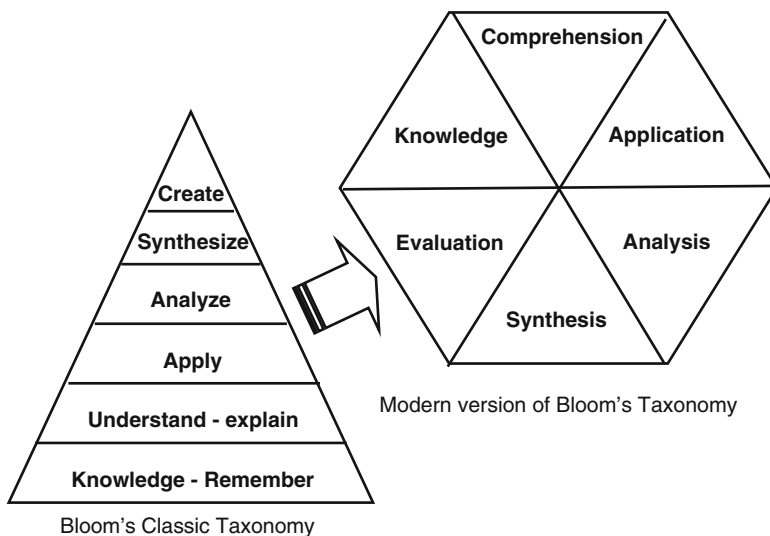 Comprehension
Knowledge
Application
Evaluation
Analysis
Synthesis
Modern version of Bloom's Taxonomy
Create
Synthesize
Analyze
Apply
Understand - explain
Knowledge - Remember
Bloom's Classic Taxonomy